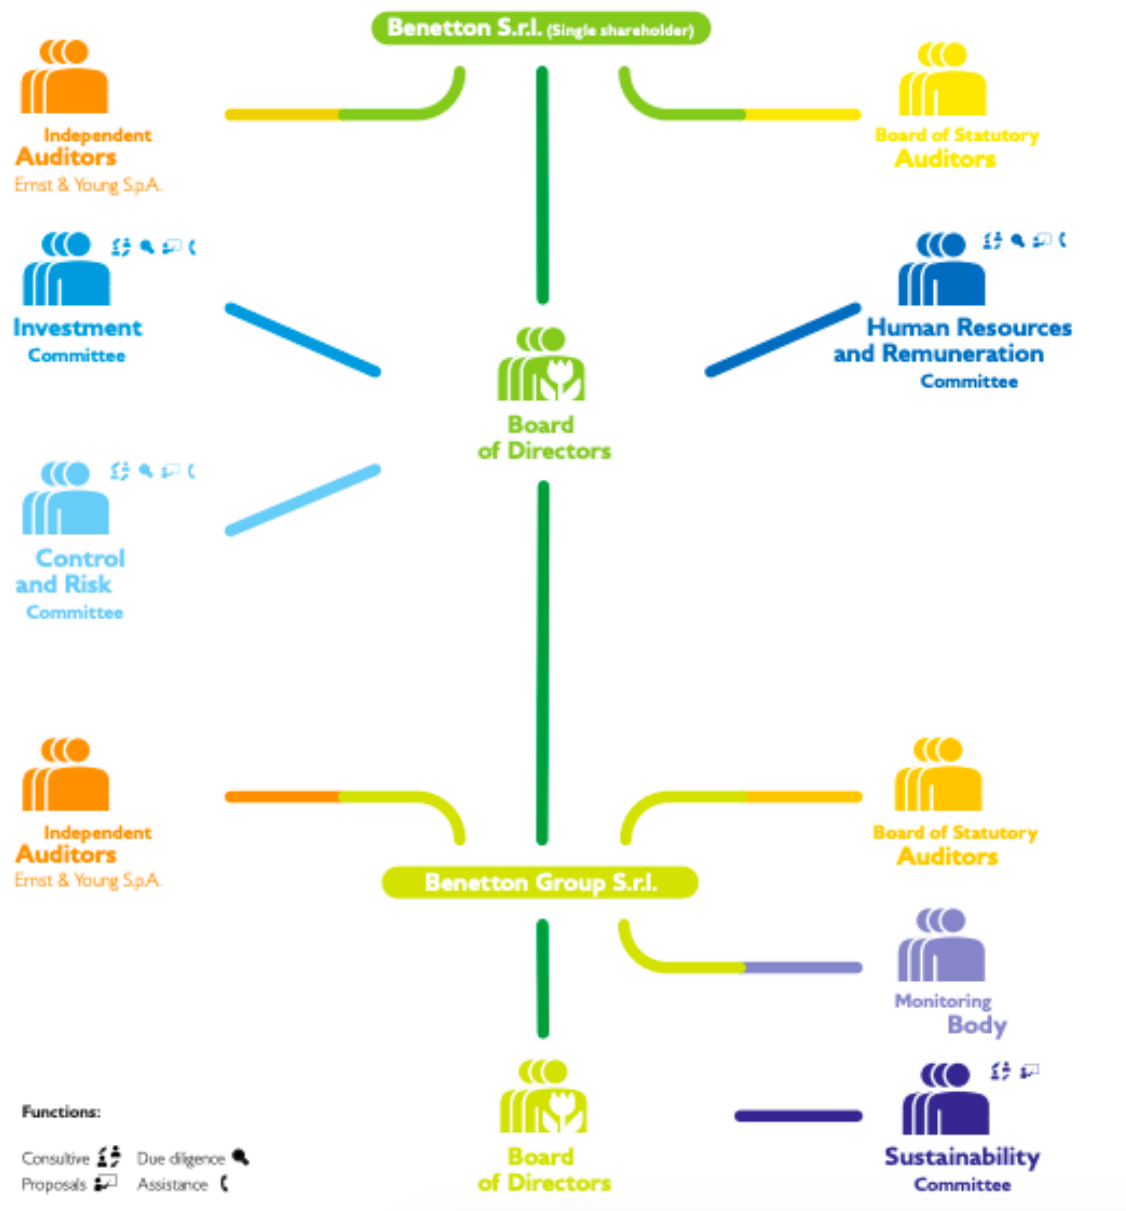 Benetton S.r.l. (Single shareholder)
Independent
Auditors
Ernst & Young S.p.A.
Board of Statutory
Auditors
Investment
Committee
Human Resources
and Remuneration
Committee
Board
of Directors
Control
and Risk
Committee
Independent
Auditors
Ernst & Young S.p.A.
Board of Statutory
Auditors
Benetton Group S.r.l.
Monitoring
Body
Board
of Directors
Sustainability
Committee
Functions:
Consultive Due diligence
Proposals Assistance